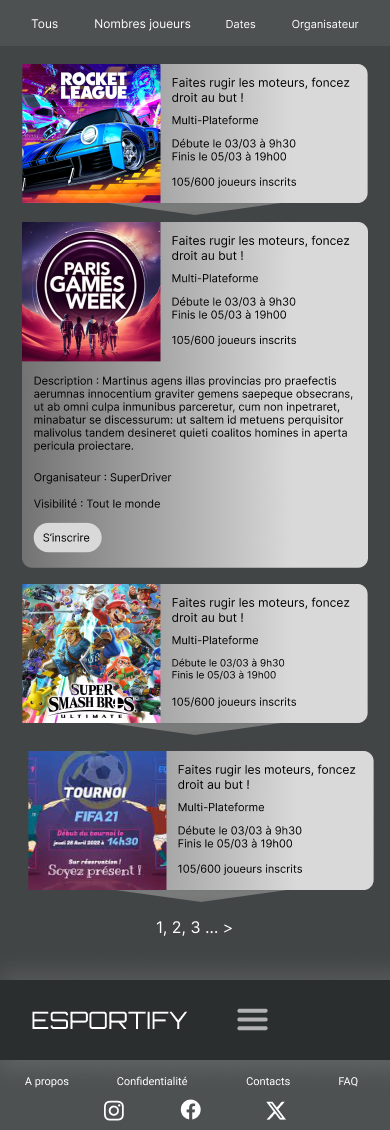 Tous Nombres joueurs Dates Organisateur
ROCKET
LEAGUE
Faites rugir les moteurs, foncez
droit au but !
Multi-Plateforme
Débute le 03/03 à 9h30
Finis le 05/03 à 19h00
105/600 joueurs inscrits
PARIS
GAMES
WEEK
Faites rugir les moteurs, foncez
droit au but !
Multi-Plateforme
Débute le 03/03 à 9h30
Finis le 05/03 à 19h00
105/600 joueurs inscrits
Description : Martinus agens illas provincias pro praefectis
aerumnas innocentium graviter gemens saepeque obsecrans,
ut ab omni culpa inmunibus parceretur, cum non inpetraret,
minabatur se discessurum: ut saltem id metuens perquisitor
malivolus tandem desineret quieti coalitos homines in aperta
pericula proiectare.
Organisateur : SuperDriver
Visibilité : Tout le monde
S'inscrire
SUPER
SMASH BROS.
ULTIMATE
Faites rugir les moteurs, foncez
droit au but !
Multi-Plateforme
Débute le 03/03 à 9h30
Finis le 05/03 à 19h00
105/600 joueurs inscrits
TOURNOI
FIFA 21
Début du tournoi le
jeudi 28 Avril 2022 à 14h30
Sur réservation !
Soyez présent !
Faites rugir les moteurs, foncez
droit au but !
Multi-Plateforme
Débute le 03/03 à 9h30
Finis le 05/03 à 19h00
105/600 joueurs inscrits
1, 2, 3 ... >
ESPORTIFY
A propos Confidentialité Contacts FAQ